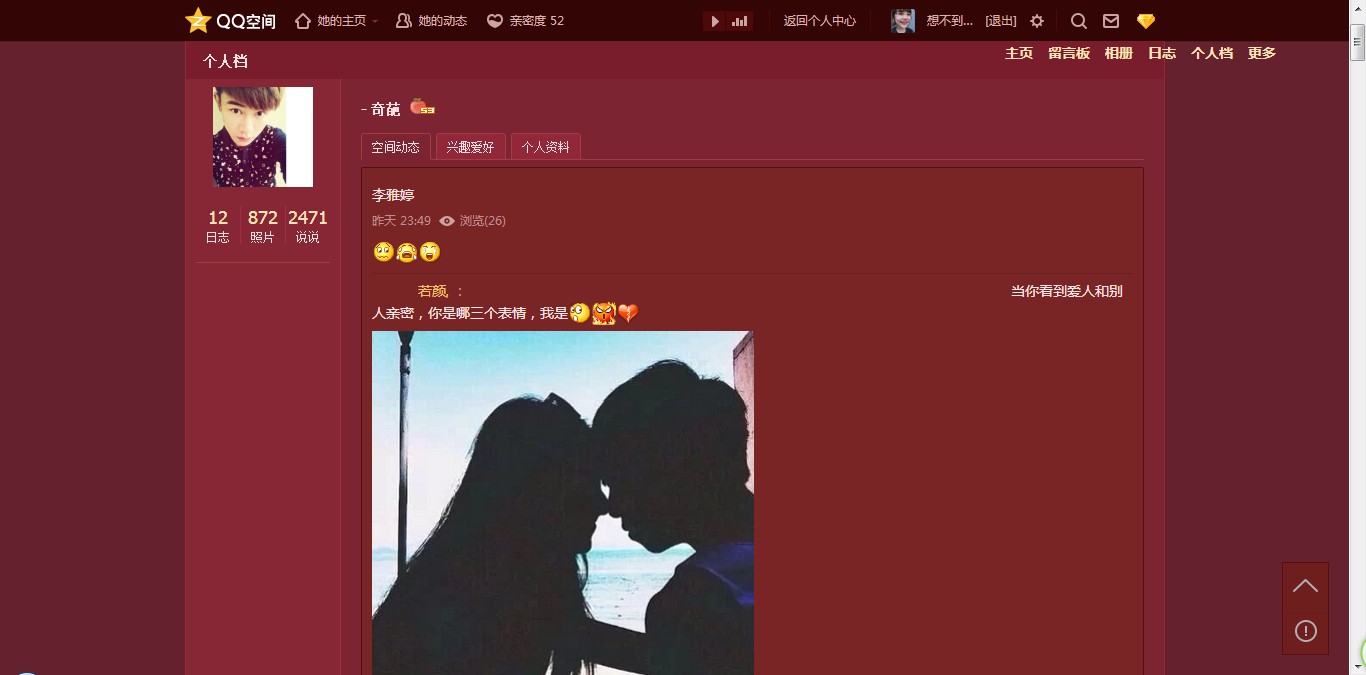 QQ空间 她的主页 她的动态 亲密度 52 返回个人中心 想不到... [退出]
个人档 主页 留言板 相册 日志 个人档 更多
- 奇葩 53
空间动态 兴趣爱好 个人资料
12 872 2471
日志 照片 说说
李雅婷
昨天 23:49 浏览(26)
若颜 : 当你看到爱人和别
人亲密，你是哪三个表情，我是